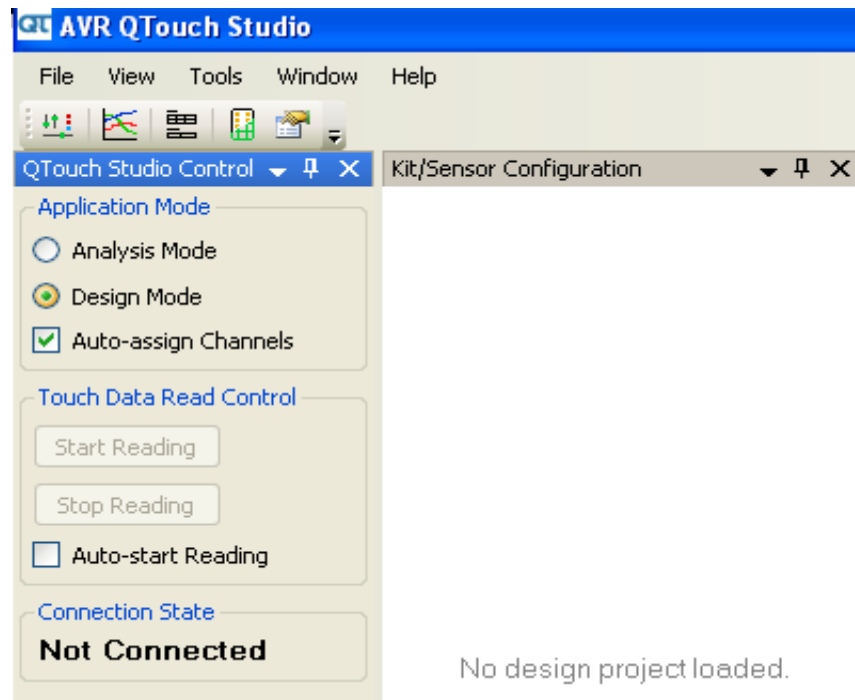 QT AVR QTouch Studio
File View Tools Window Help
QTouch Studio Control
Kit/Sensor Configuration
Application Mode
Analysis Mode
Design Mode
Auto-assign Channels
Touch Data Read Control
Start Reading
Stop Reading
Auto-start Reading
Connection State
Not Connected
No design project loaded.